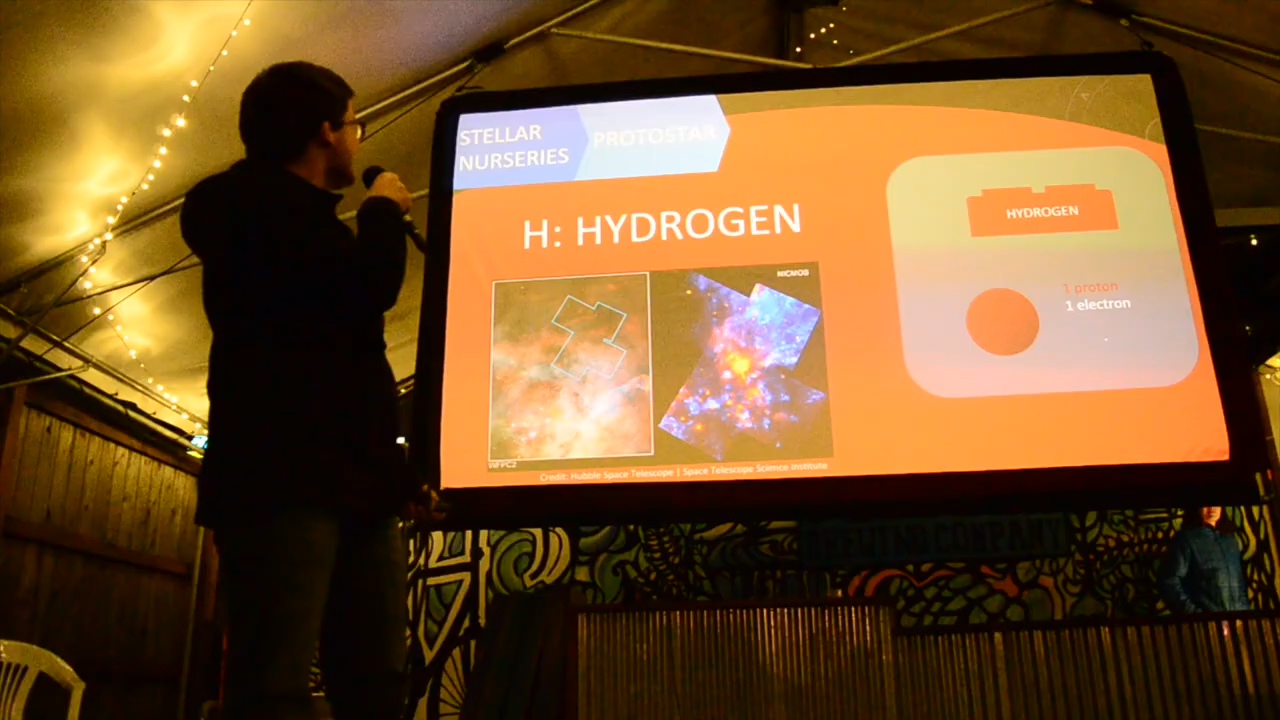 STELLAR
NURSERIES
PROTOSTAR
H: HYDROGEN
HYDROGEN
1 proton
1 electron
NICMOS
WFPC2
Credit: Hubble Space Telescope | Space Telescope Science Institute
BREWING COMPANY